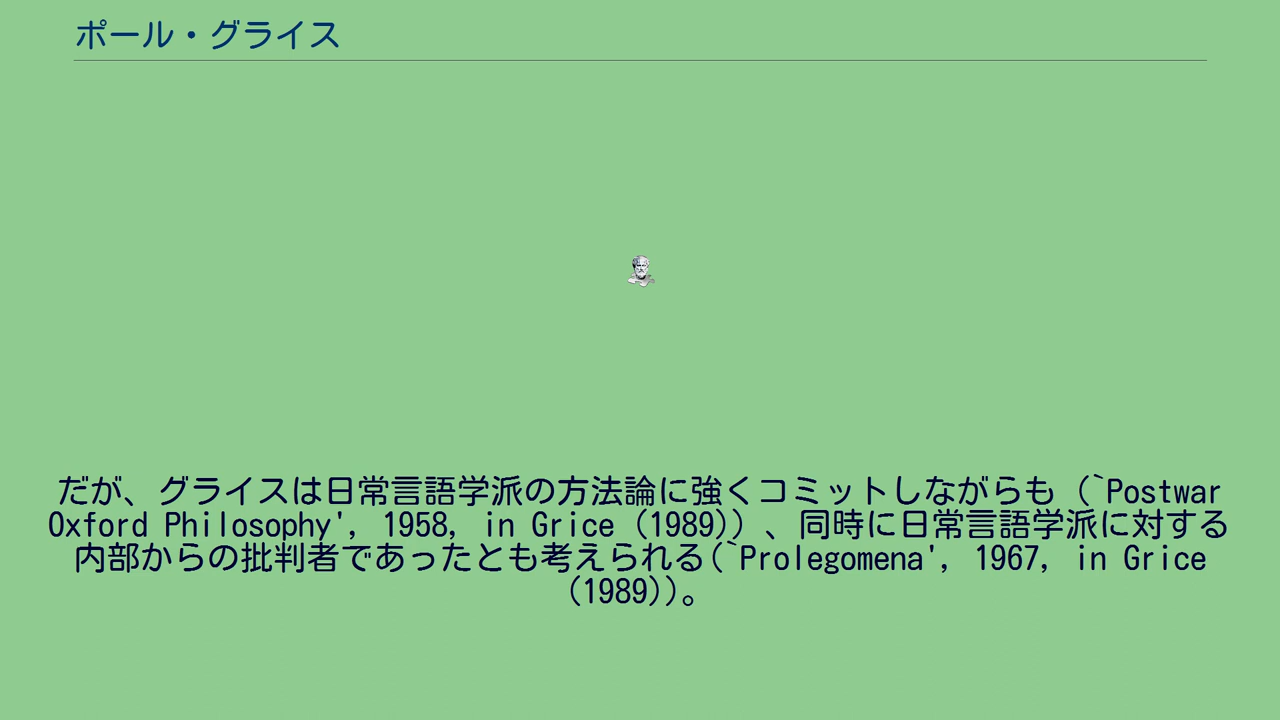 ポール・グライス
だが、グライスは日常言語学派の方法論に強くコミットしながらも (`Postwar
Oxford Philosophy', 1958, in Grice (1989)) 、同時に日常言語学派に対する
内部からの批判者であったとも考えられる(`Prolegomena', 1967, in Grice
(1989))。